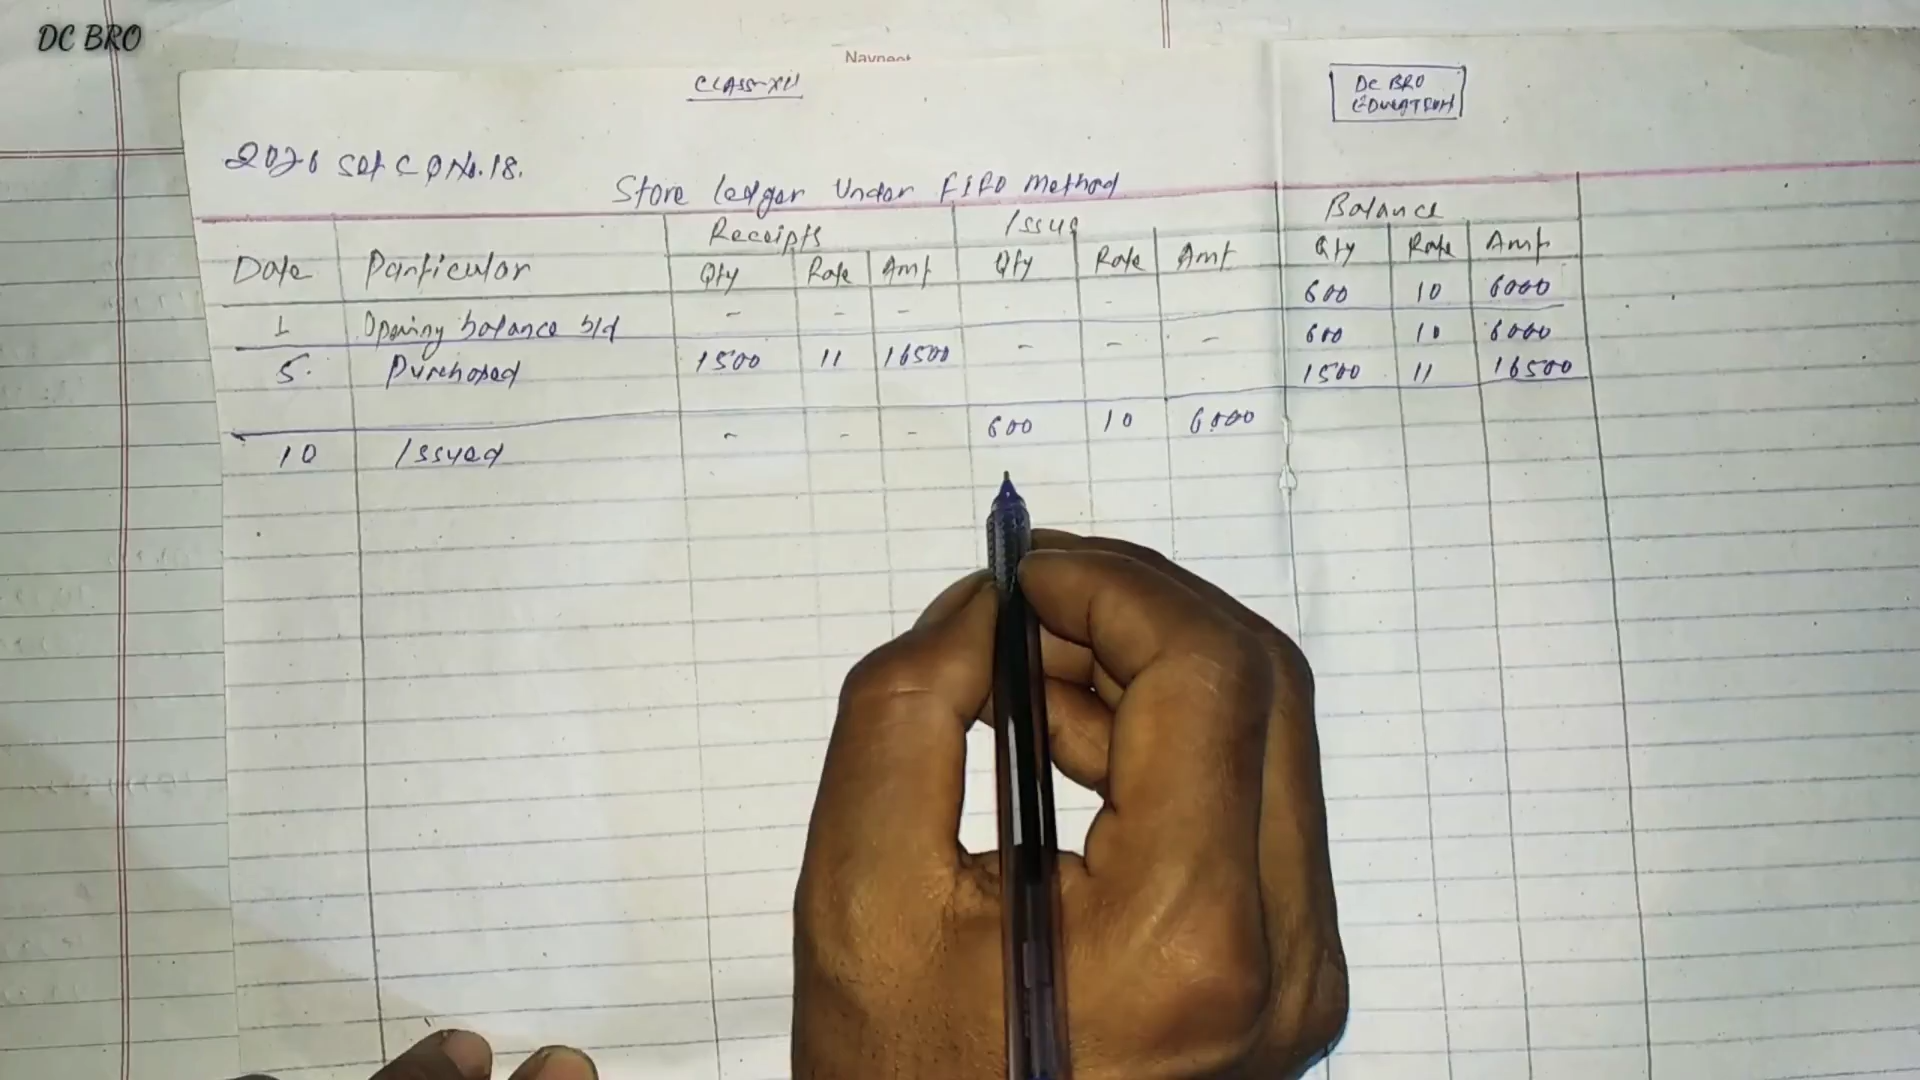 DC BRO
Navneet
CLASS-XII
DC BRO
EDUCATION
2026 Set C Q No. 18.
Store ledger Under FIFO Method
Date Particular Receipts Issue Balance
Qty Rate Amt Qty Rate Amt Qty Rate Amt
1 Opening balance b/d - - - - - - 600 10 6000
5. Purchased 1500 11 16500 - - - 600 10 6000
1500 11 16500
10 Issued - - - 600 10 6000